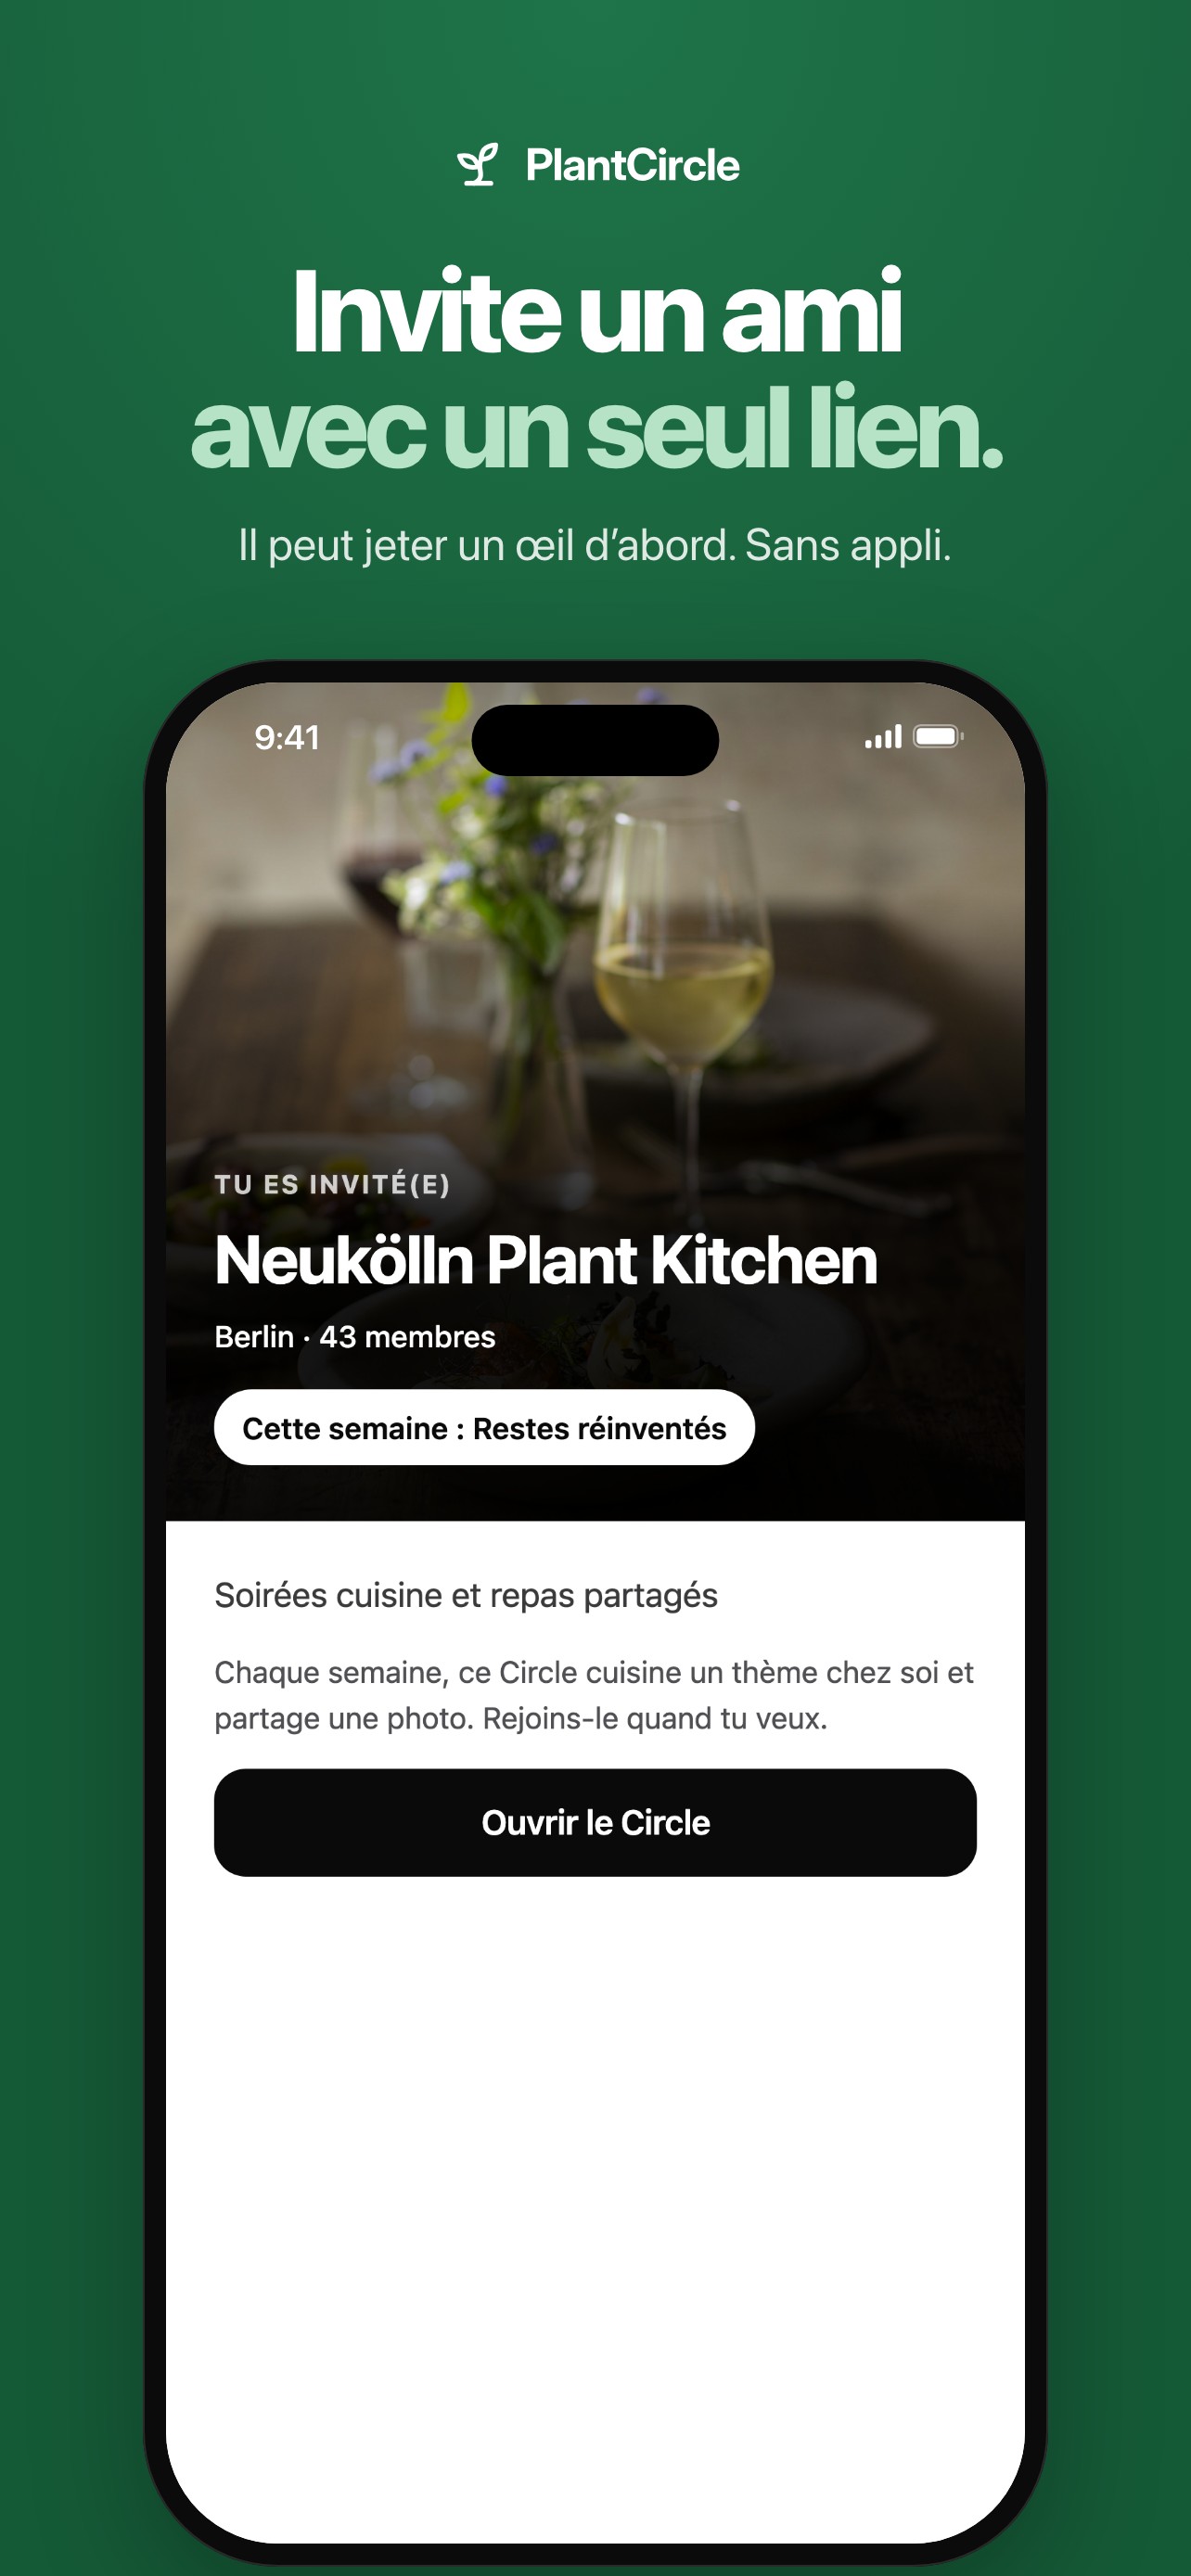 PlantCircle
Invite un ami
avec un seul lien.
Il peut jeter un œil d’abord. Sans appli.
9:41
TU ES INVITÉ(E)
Neukölln Plant Kitchen
Berlin · 43 membres
Cette semaine : Restes réinventés
Soirées cuisine et repas partagés
Chaque semaine, ce Circle cuisine un thème chez soi et
partage une photo. Rejoins-le quand tu veux.
Ouvrir le Circle